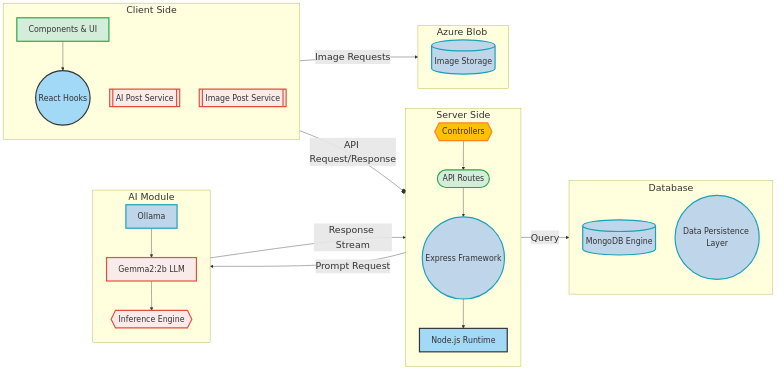 Client Side
Components & UI
React Hooks
AI Post Service
Image Post Service
Image Requests
Azure Blob
Image Storage
API
Request/Response
Server Side
Controllers
API Routes
Express Framework
Node.js Runtime
AI Module
Ollama
Gemma2:2b LLM
Inference Engine
Response
Stream
Prompt Request
Query
Database
MongoDB Engine
Data Persistence
Layer